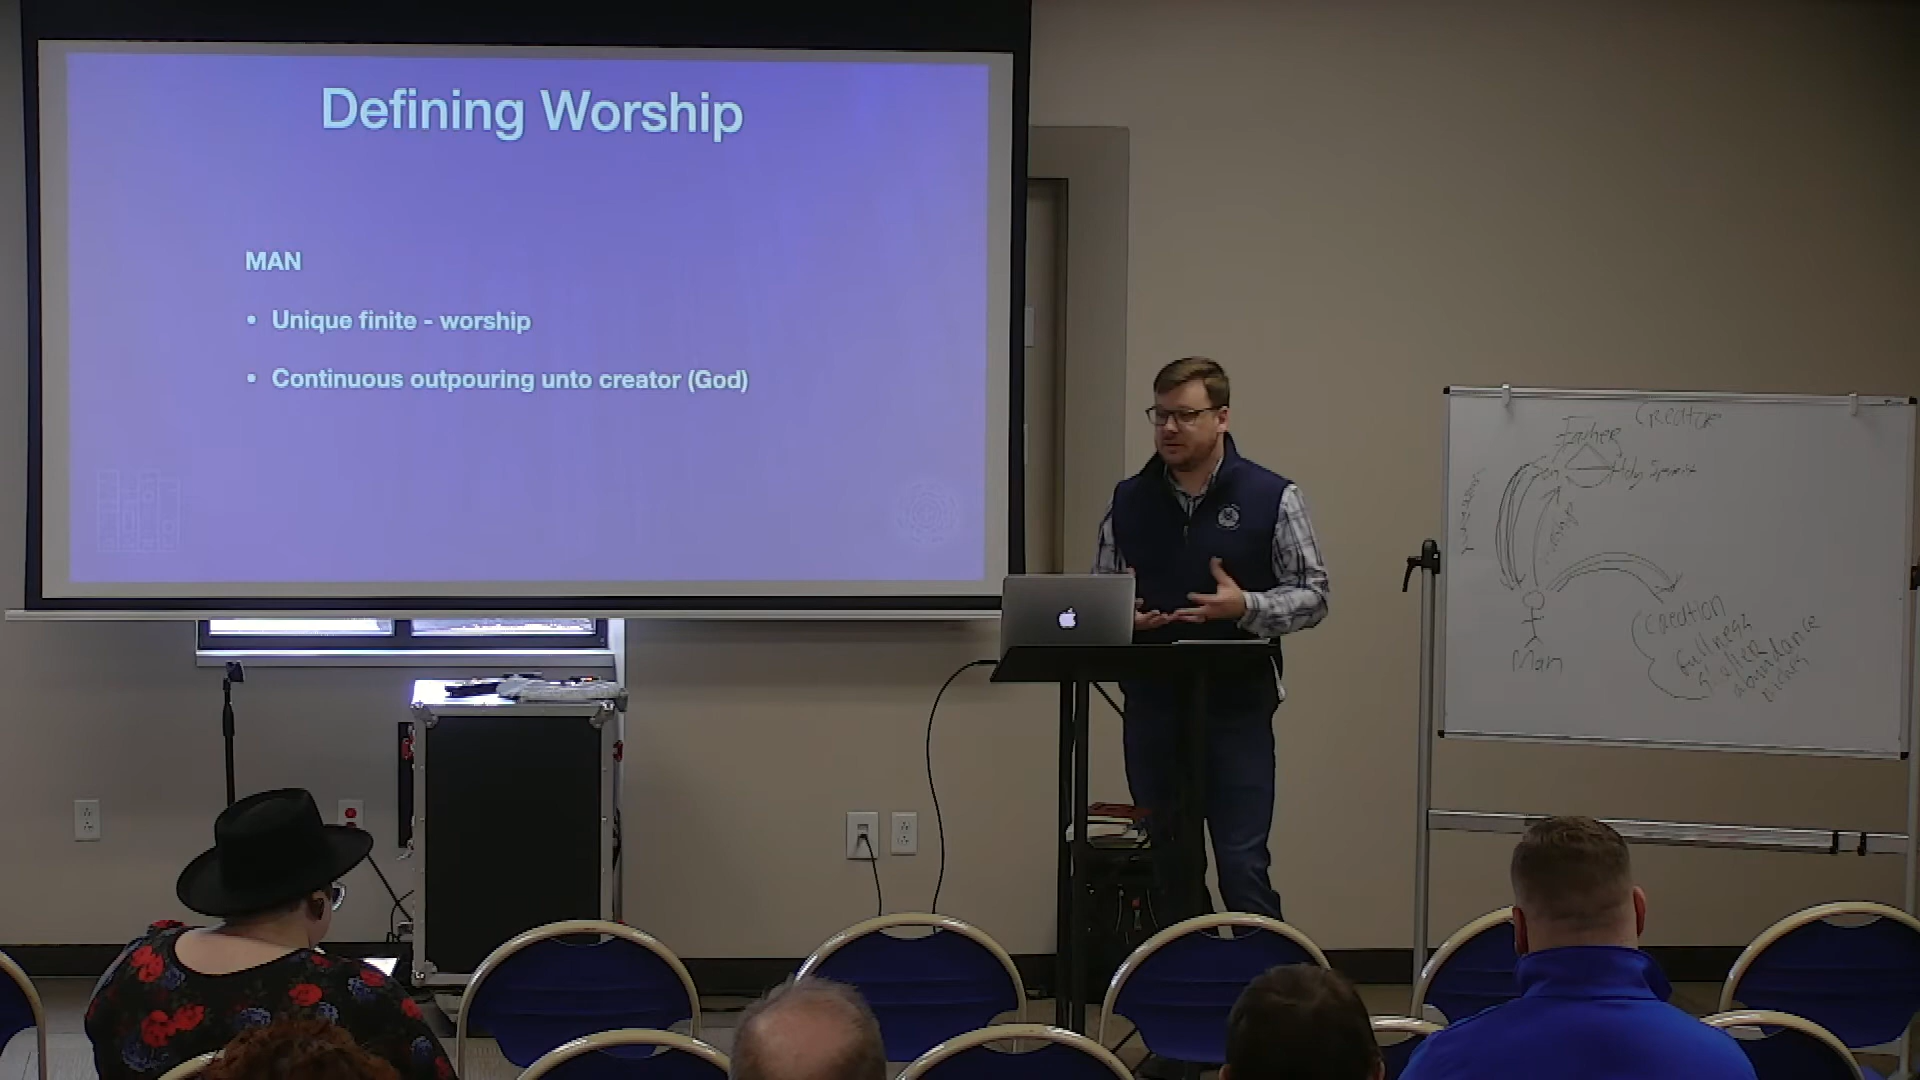 Defining Worship
MAN
• Unique finite - worship
• Continuous outpouring unto creator (God)
Creator
Father
Son
Holy Spirit
Man
Creation
fullness
abundance